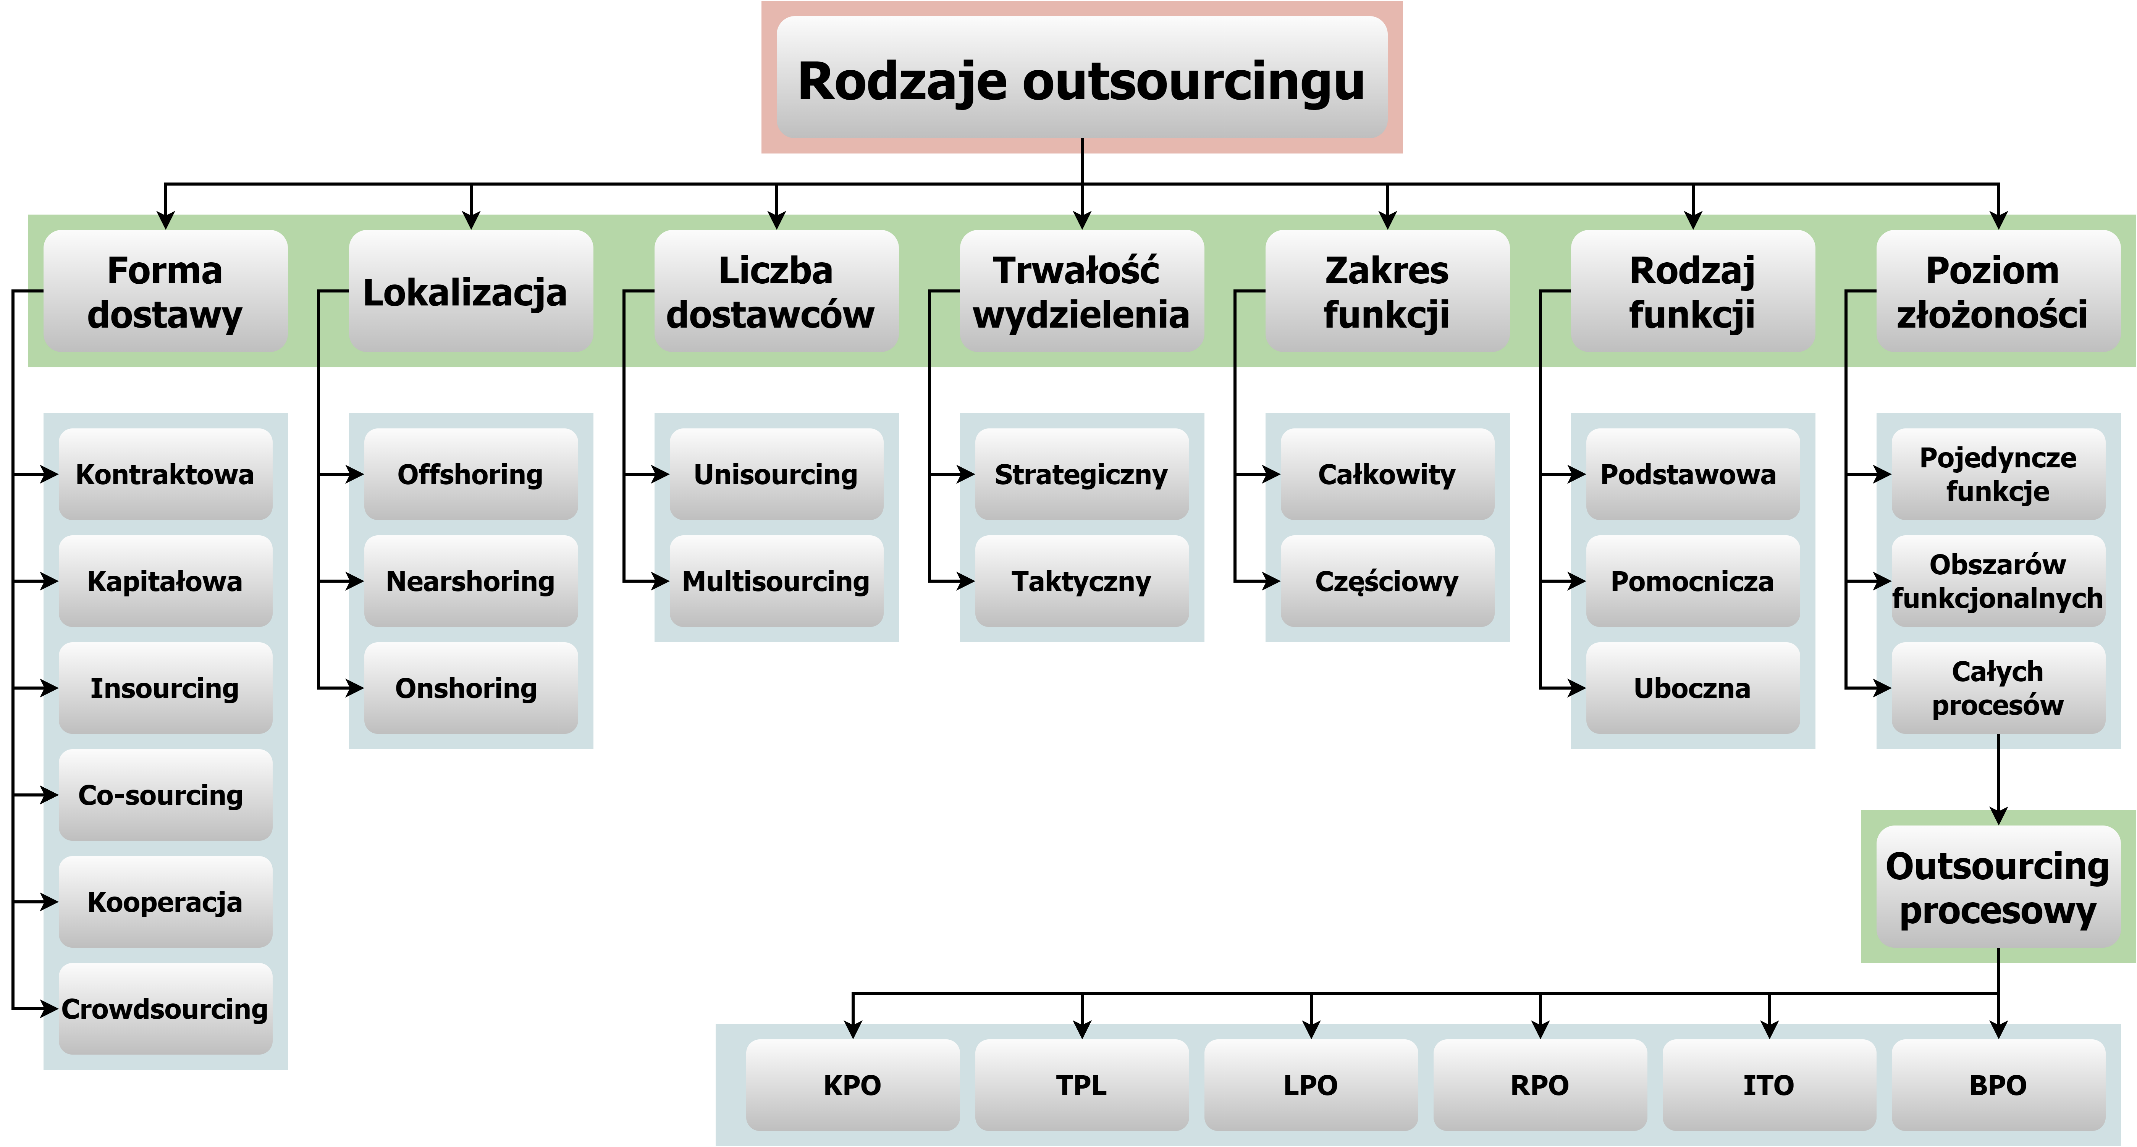 Rodzaje outsourcingu
Forma
dostawy
Lokalizacja
Liczba
dostawców
Trwałość
wydzielenia
Zakres
funkcji
Rodzaj
funkcji
Poziom
złożoności
Kontraktowa
Kapitałowa
Insourcing
Co-sourcing
Kooperacja
Crowdsourcing
Offshoring
Nearshoring
Onshoring
Unisourcing
Multisourcing
Strategiczny
Taktyczny
Całkowity
Częściowy
Podstawowa
Pomocnicza
Uboczna
Pojedyncze
funkcje
Obszarów
funkcjonalnych
Całych
procesów
Outsourcing
procesowy
KPO
TPL
LPO
RPO
ITO
BPO